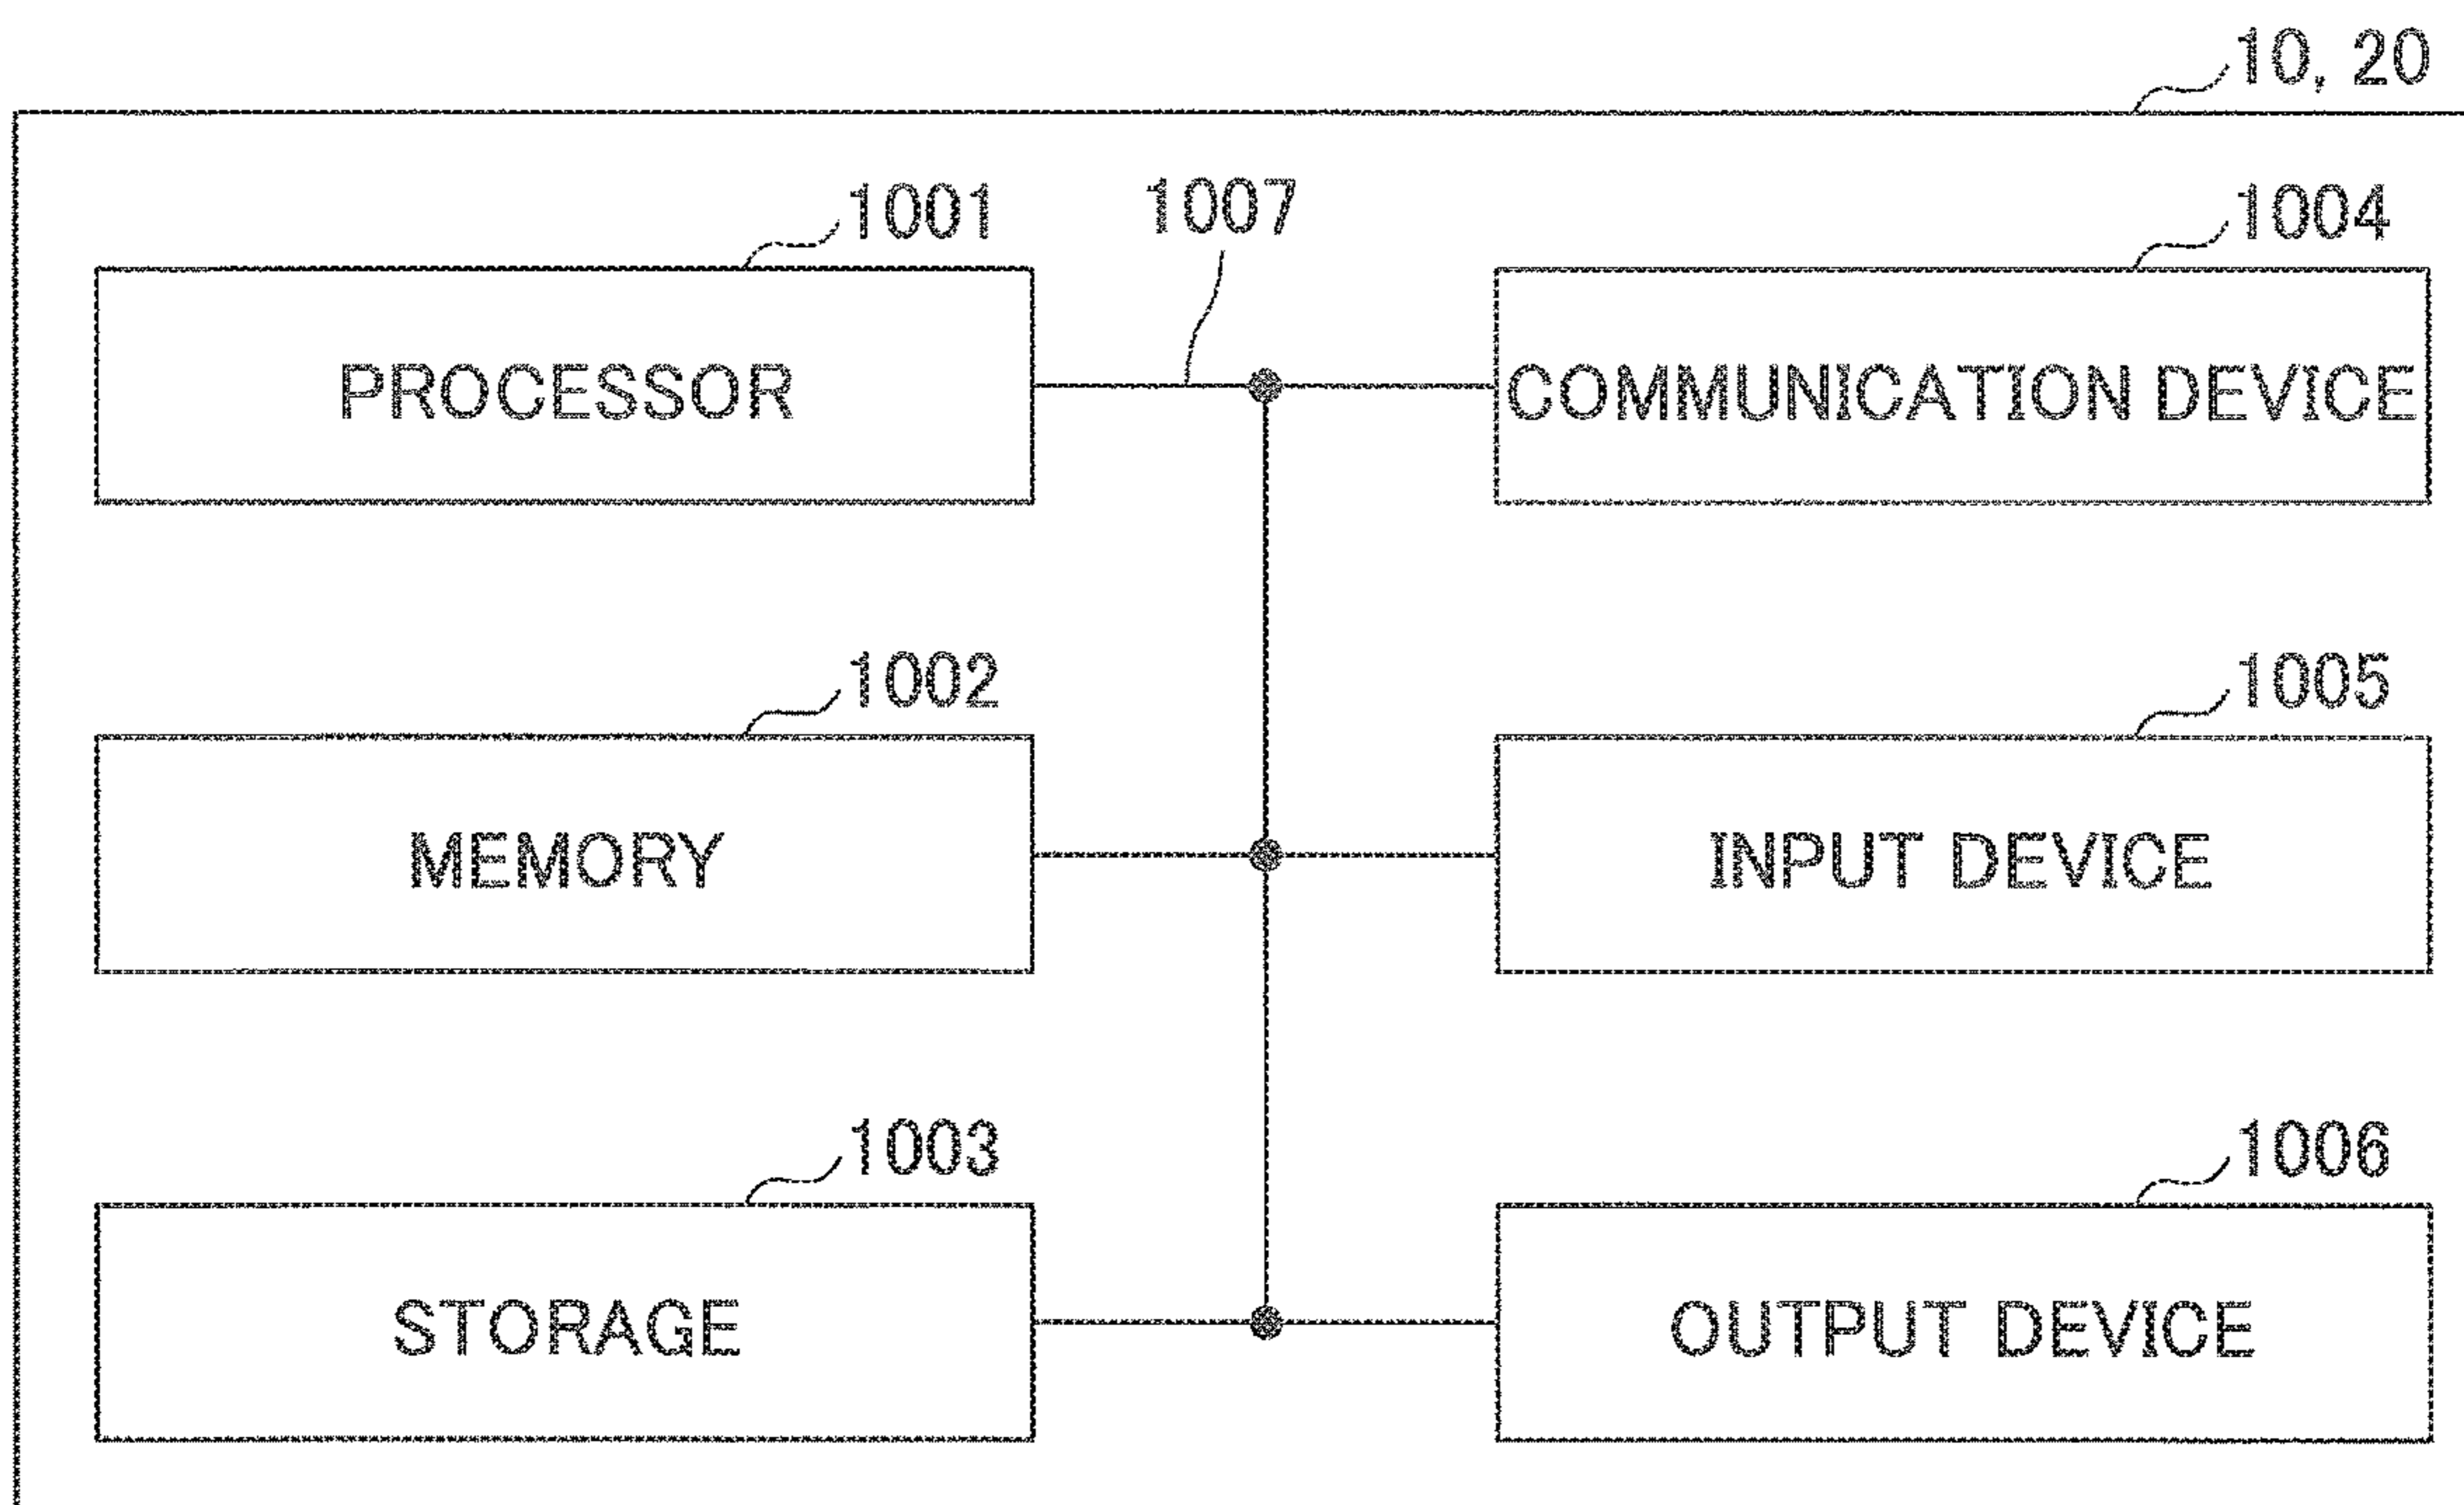 10, 20
1001
1007
1004
PROCESSOR
COMMUNICATION DEVICE
1002
1005
MEMORY
INPUT DEVICE
1003
1006
STORAGE
OUTPUT DEVICE